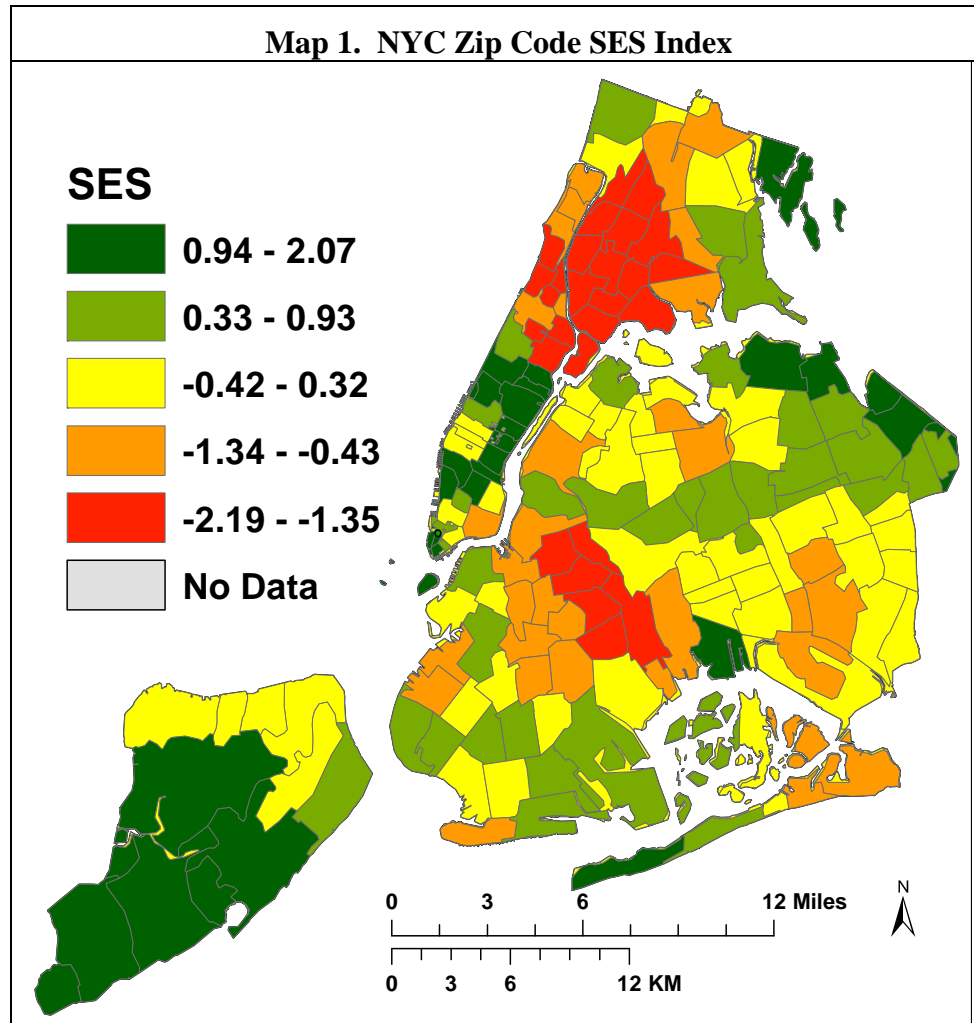 Map 1. NYC Zip Code SES Index
SES
0.94 - 2.07
0.33 - 0.93
-0.42 - 0.32
-1.34 - -0.43
-2.19 - -1.35
No Data
0 3 6 12 Miles
0 3 6 12 KM
N